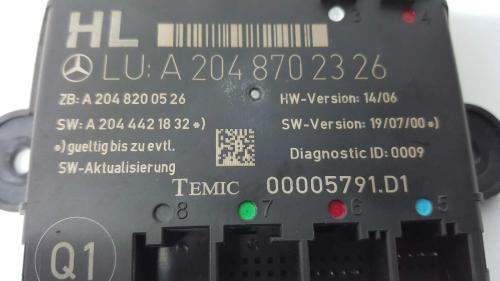 HL
3 4
LU: A 204 870 23 26
ZB: A 204 820 05 26 HW-Version: 14/06
SW: A 204 442 18 32 *) SW-Version: 19/07/00 *)
*) gueltig bis zu evtl. Diagnostic ID: 0009
SW-Aktualisierung
TEMIC 00005791.D1
8 7 6 5
Q1